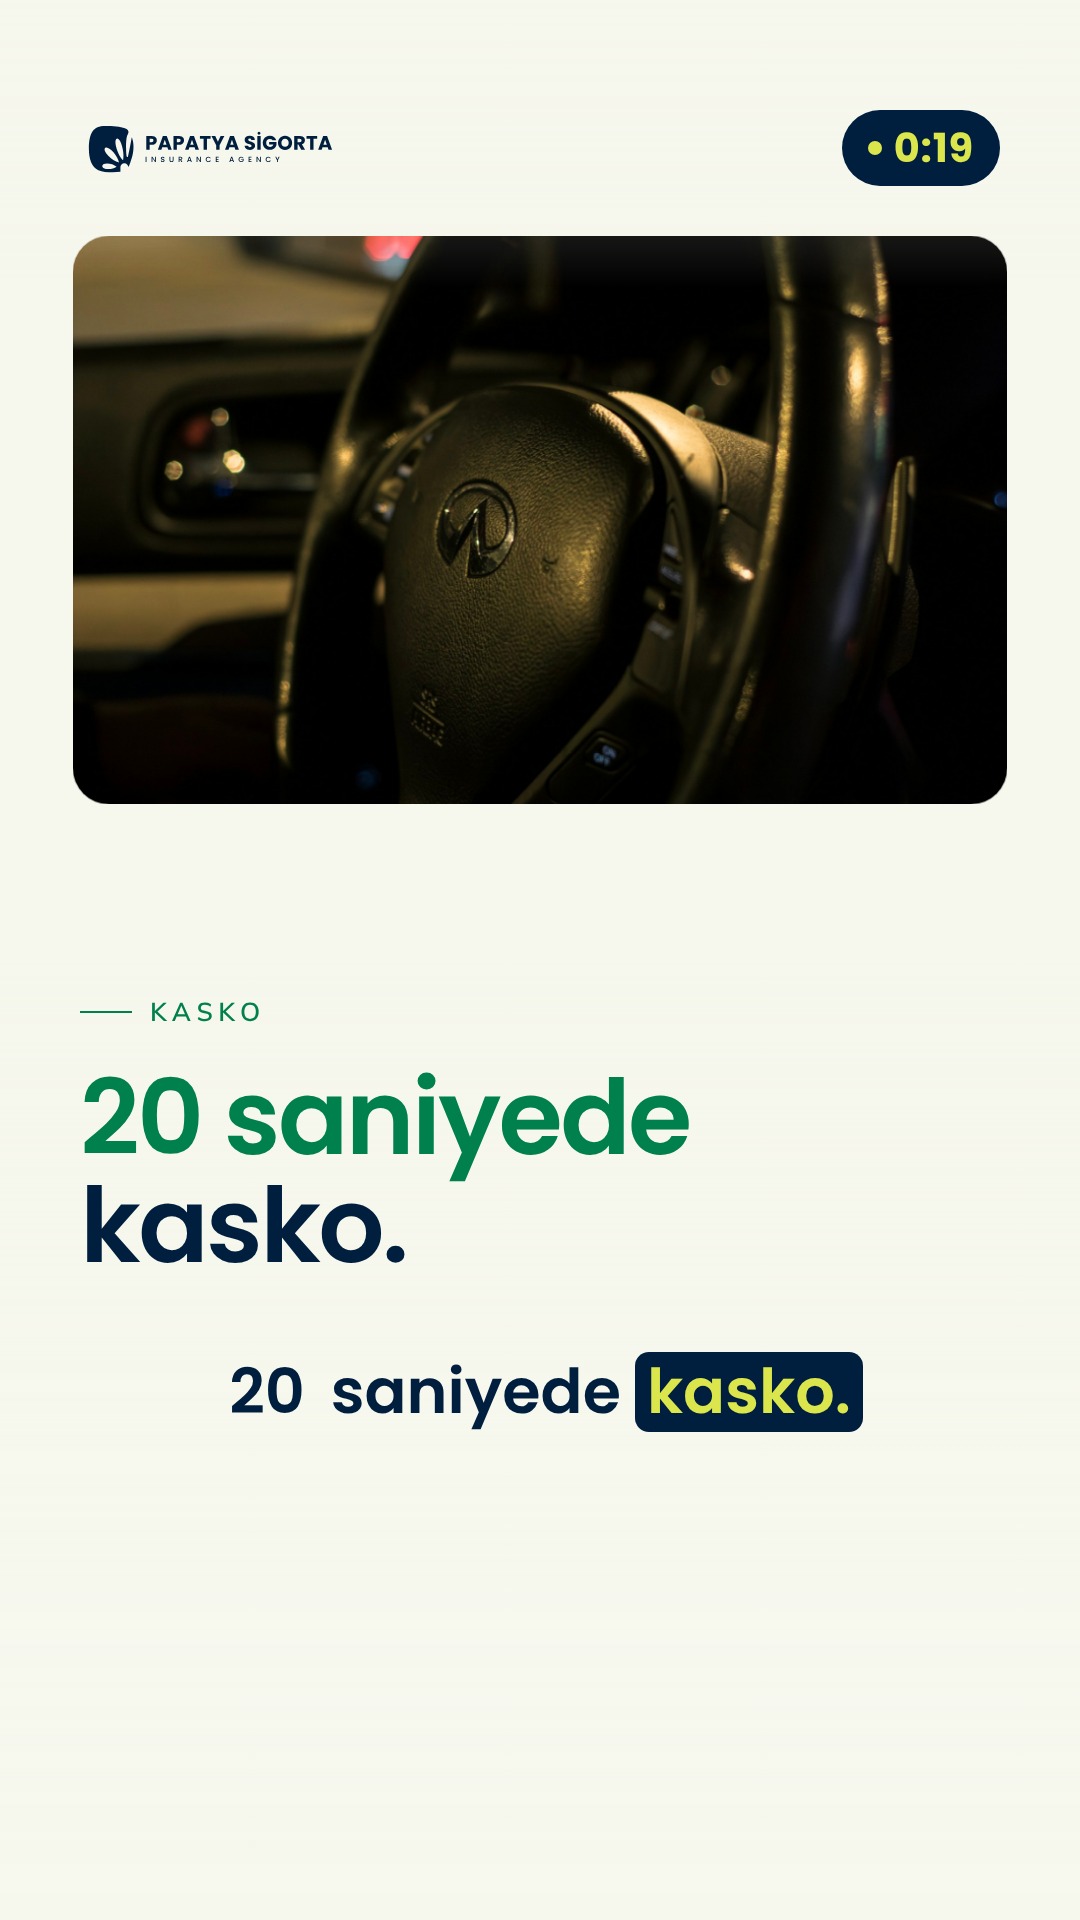 PAPATYA SİGORTA
INSURANCE AGENCY
0:19
KASKO
20 saniyede
kasko.
20 saniyede kasko.